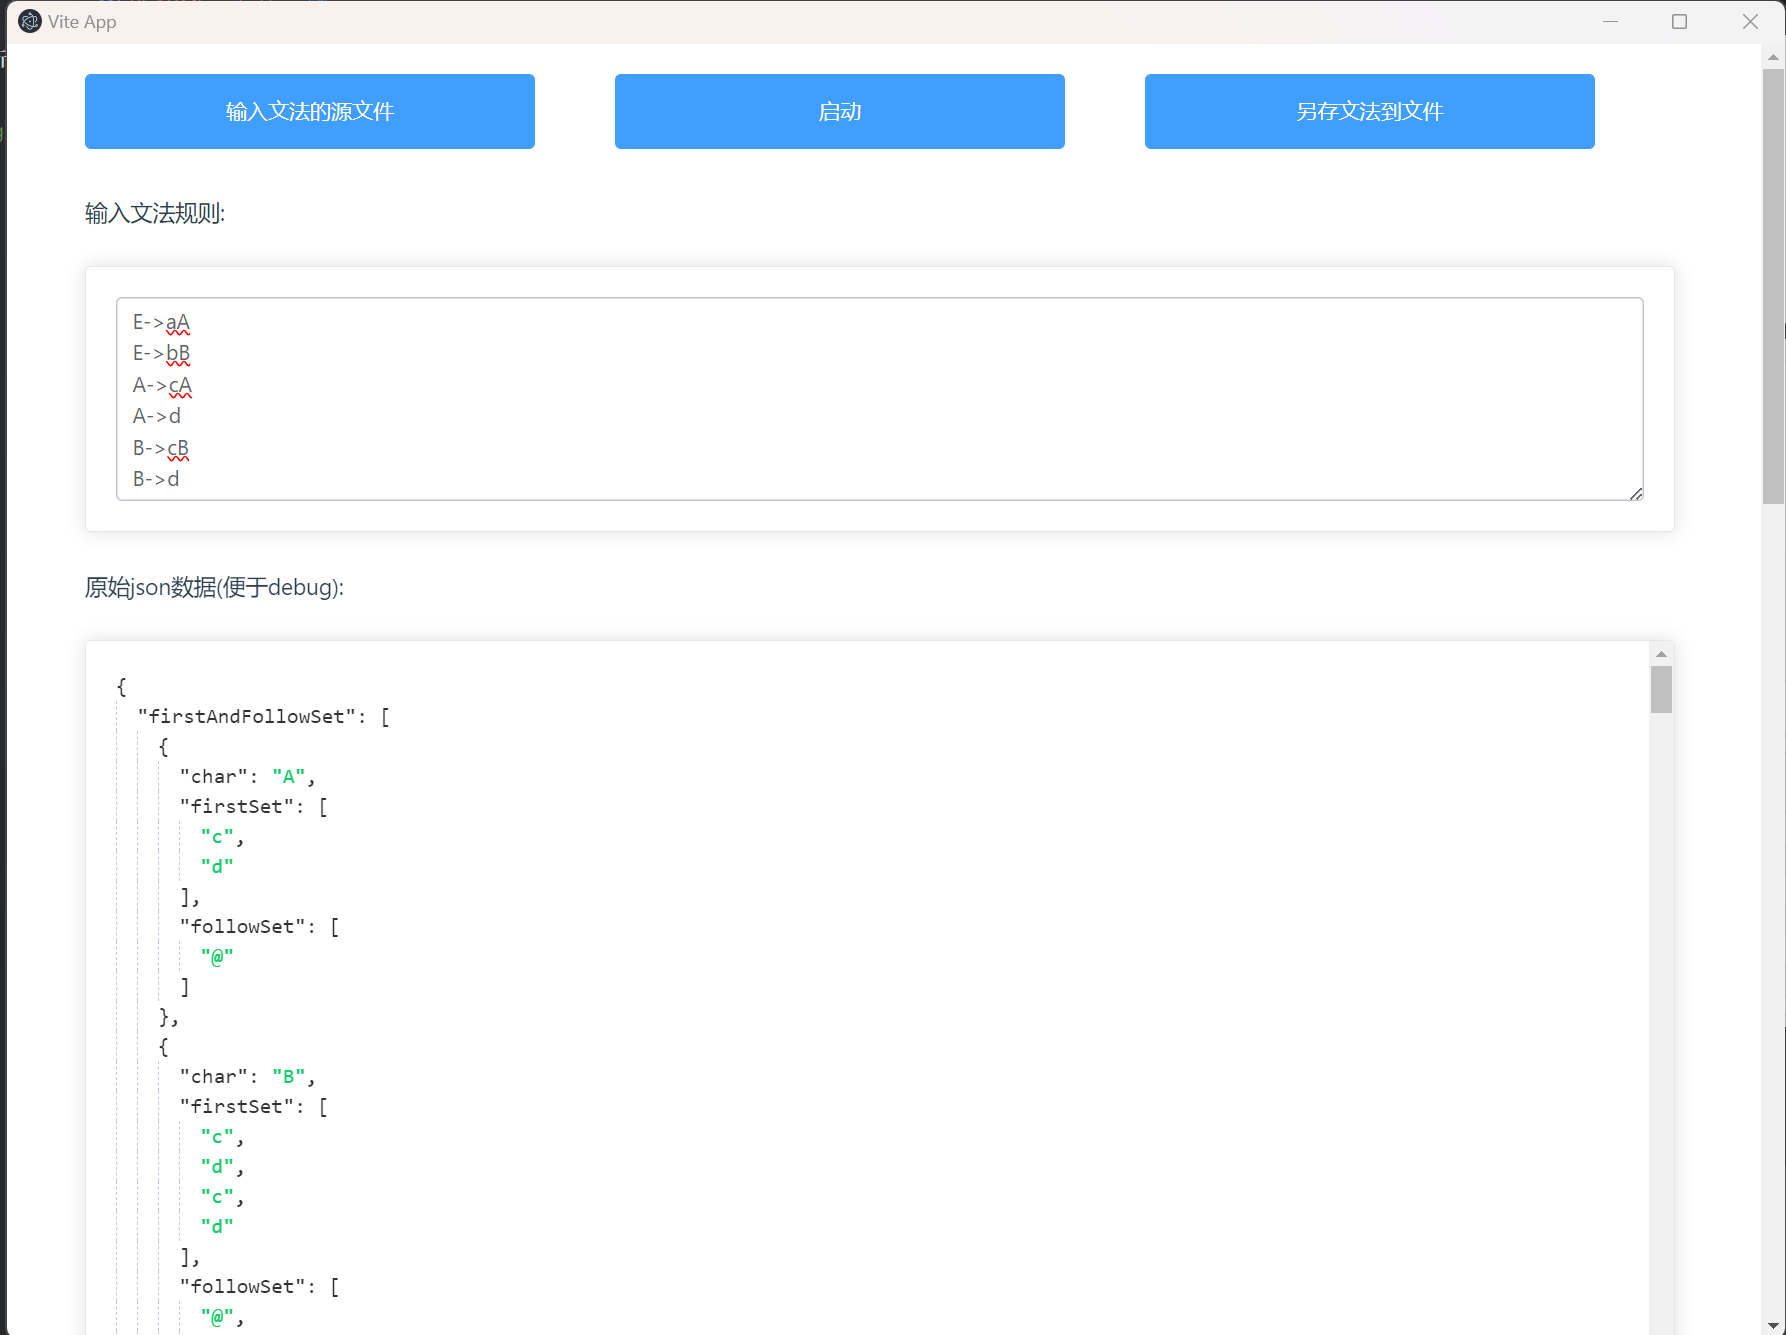 Vite App
输入文法的源文件
启动
另存文法到文件
输入文法规则:
E->aA
E->bB
A->cA
A->d
B->cB
B->d
原始json数据(便于debug):
{
"firstAndFollowSet": [
{
"char": "A",
"firstSet": [
"c",
"d"
],
"followSet": [
"@"
]
},
{
"char": "B",
"firstSet": [
"c",
"d",
"c",
"d"
],
"followSet": [
"@",